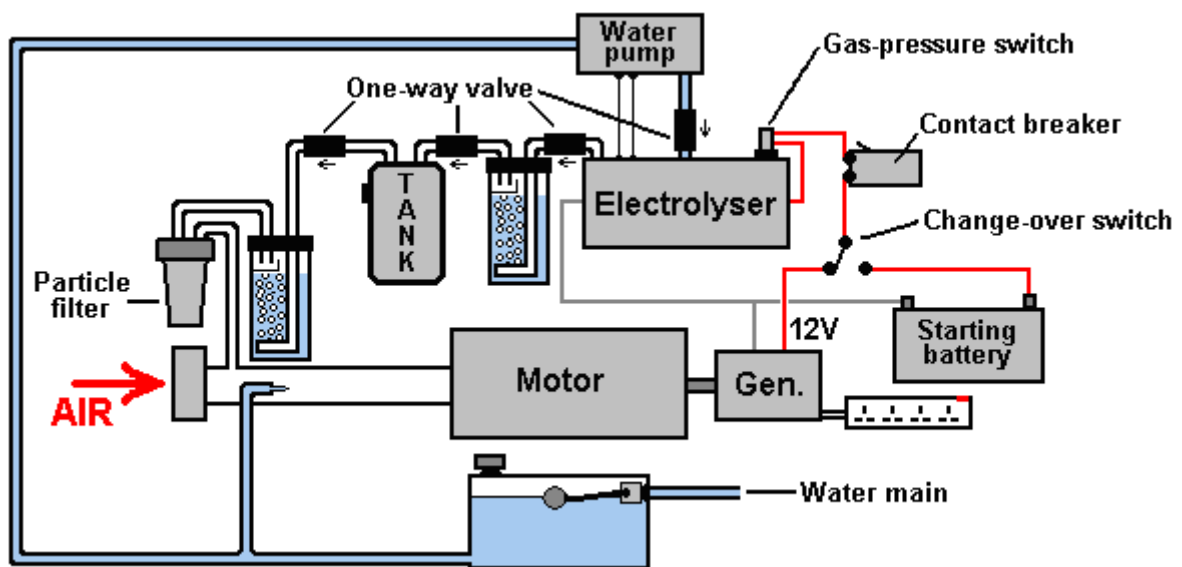 Water
pump
Gas-pressure switch
One-way valve
Contact breaker
T
A
N
K
Electrolyser
Change-over switch
Particle
filter
12V
Starting
battery
Motor
Gen.
AIR
Water main